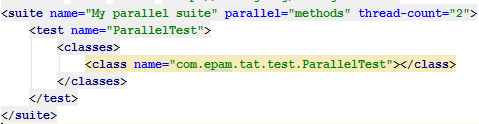 <suite name="My parallel suite" parallel="methods" thread-count="2">
<test name="ParallelTest">
<classes>
<class name="com.epam.tat.test.ParallelTest"></class>
</classes>
</test>
</suite>